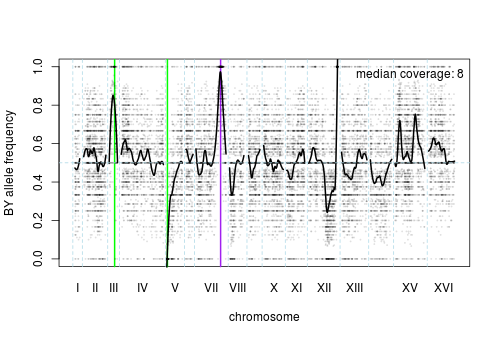 median coverage: 8
BY allele frequency
1.0
0.8
0.6
0.4
0.2
0.0
I II III IV V VII VIII X XI XII XIII XV XVI
chromosome